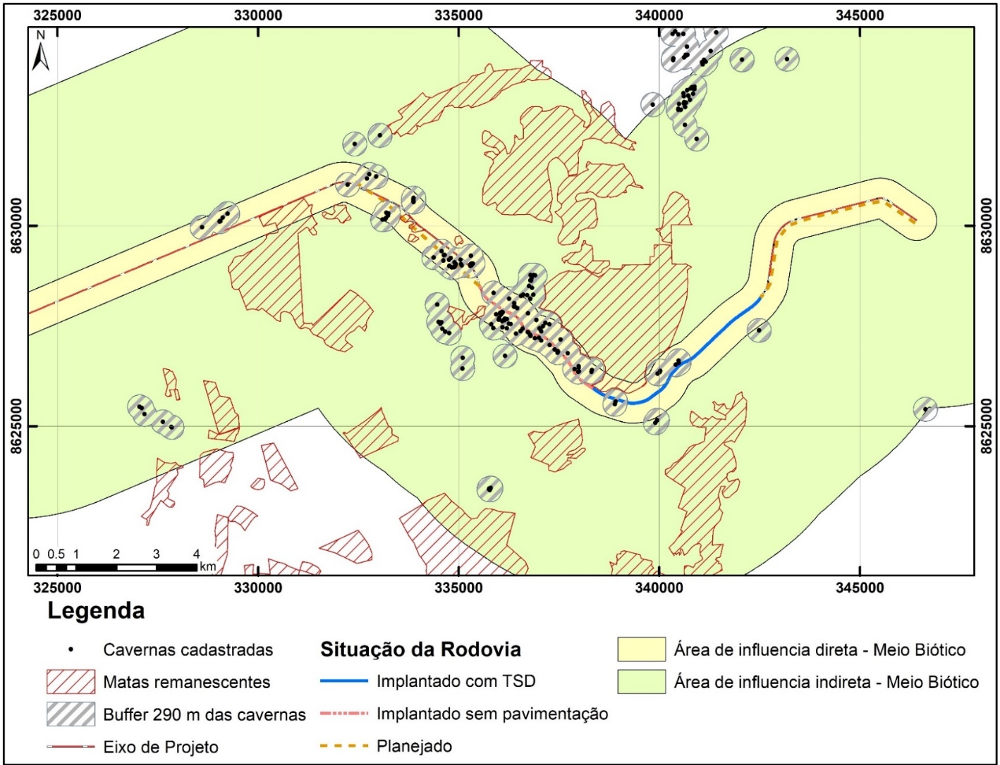 325000 330000 335000 340000 345000
N
8630000 8630000
8625000 8625000
0 0.5 1 2 3 4
km
325000 330000 335000 340000 345000
Legenda
Cavernas cadastradas
Matas remanescentes
Buffer 290 m das cavernas
Eixo de Projeto
Situação da Rodovia
Implantado com TSD
Implantado sem pavimentação
Planejado
Área de influencia direta - Meio Biótico
Área de influencia indireta - Meio Biótico